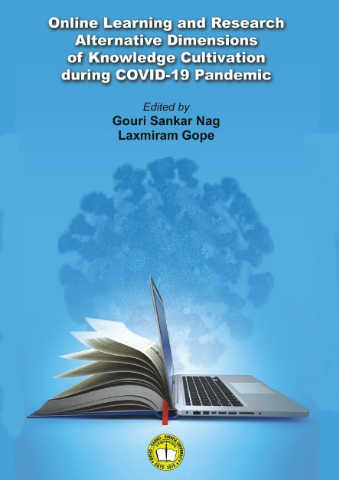 Online Learning and Research
Alternative Dimensions
of Knowledge Cultivation
during COVID-19 Pandemic
Edited by
Gouri Sankar Nag
Laxmiram Gope